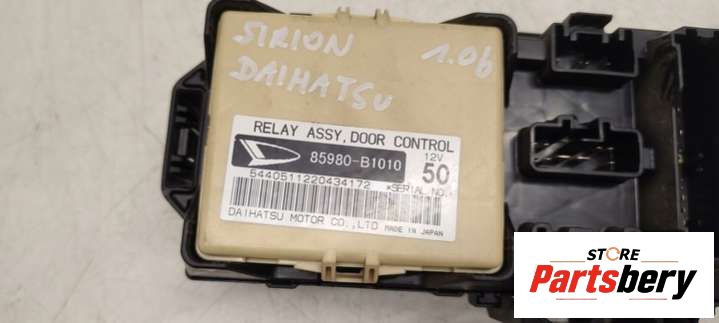 SIRION 1.06
DAIHATSU
RELAY ASSY, DOOR CONTROL
85980-B1010
12V
50
5440511220434172 *SERIAL NO.*
DAIHATSU MOTOR CO.,LTD MADE IN JAPAN
STORE
Partsbery